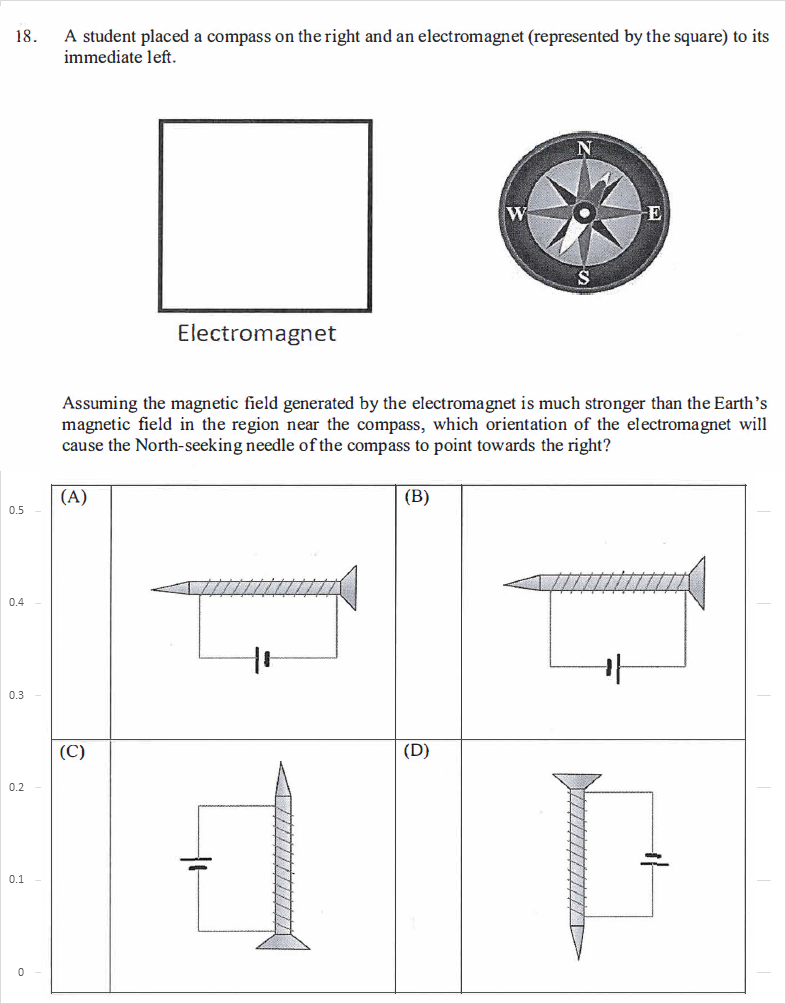 18. A student placed a compass on the right and an electromagnet (represented by the square) to its
immediate left.
N
W E
S
Electromagnet
Assuming the magnetic field generated by the electromagnet is much stronger than the Earth's
magnetic field in the region near the compass, which orientation of the electromagnet will
cause the North-seeking needle of the compass to point towards the right?
(A) (B)
0.5
0.4
0.3
(C) (D)
0.2
0.1
0